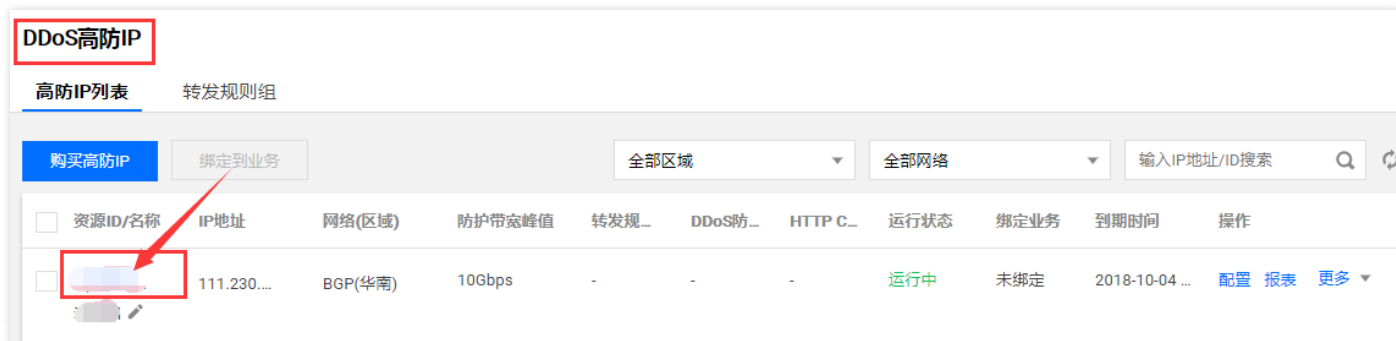 DDoS高防IP
高防IP列表 转发规则组
购买高防IP 绑定到业务 全部区域 全部网络 输入IP地址/ID搜索
资源ID/名称 IP地址 网络(区域) 防护带宽峰值 转发规... DDoS防... HTTP C... 运行状态 绑定业务 到期时间 操作
111.230.... BGP(华南) 10Gbps - - - 运行中 未绑定 2018-10-04 ... 配置 报表 更多